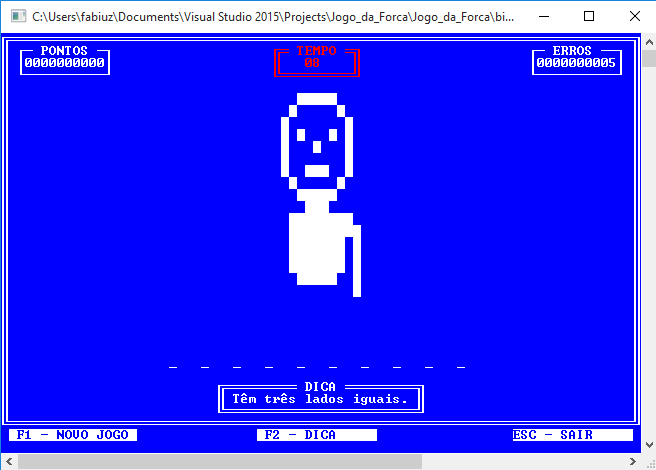 C:\Users\fabiuz\Documents\Visual Studio 2015\Projects\Jogo_da_Forca\Jogo_da_Forca\bi...
PONTOS
0000000000
TEMPO
08
ERROS
0000000005
_ _ _ _ _ _ _ _ _ _
DICA
Têm três lados iguais.
F1 - NOVO JOGO
F2 - DICA
ESC - SAIR